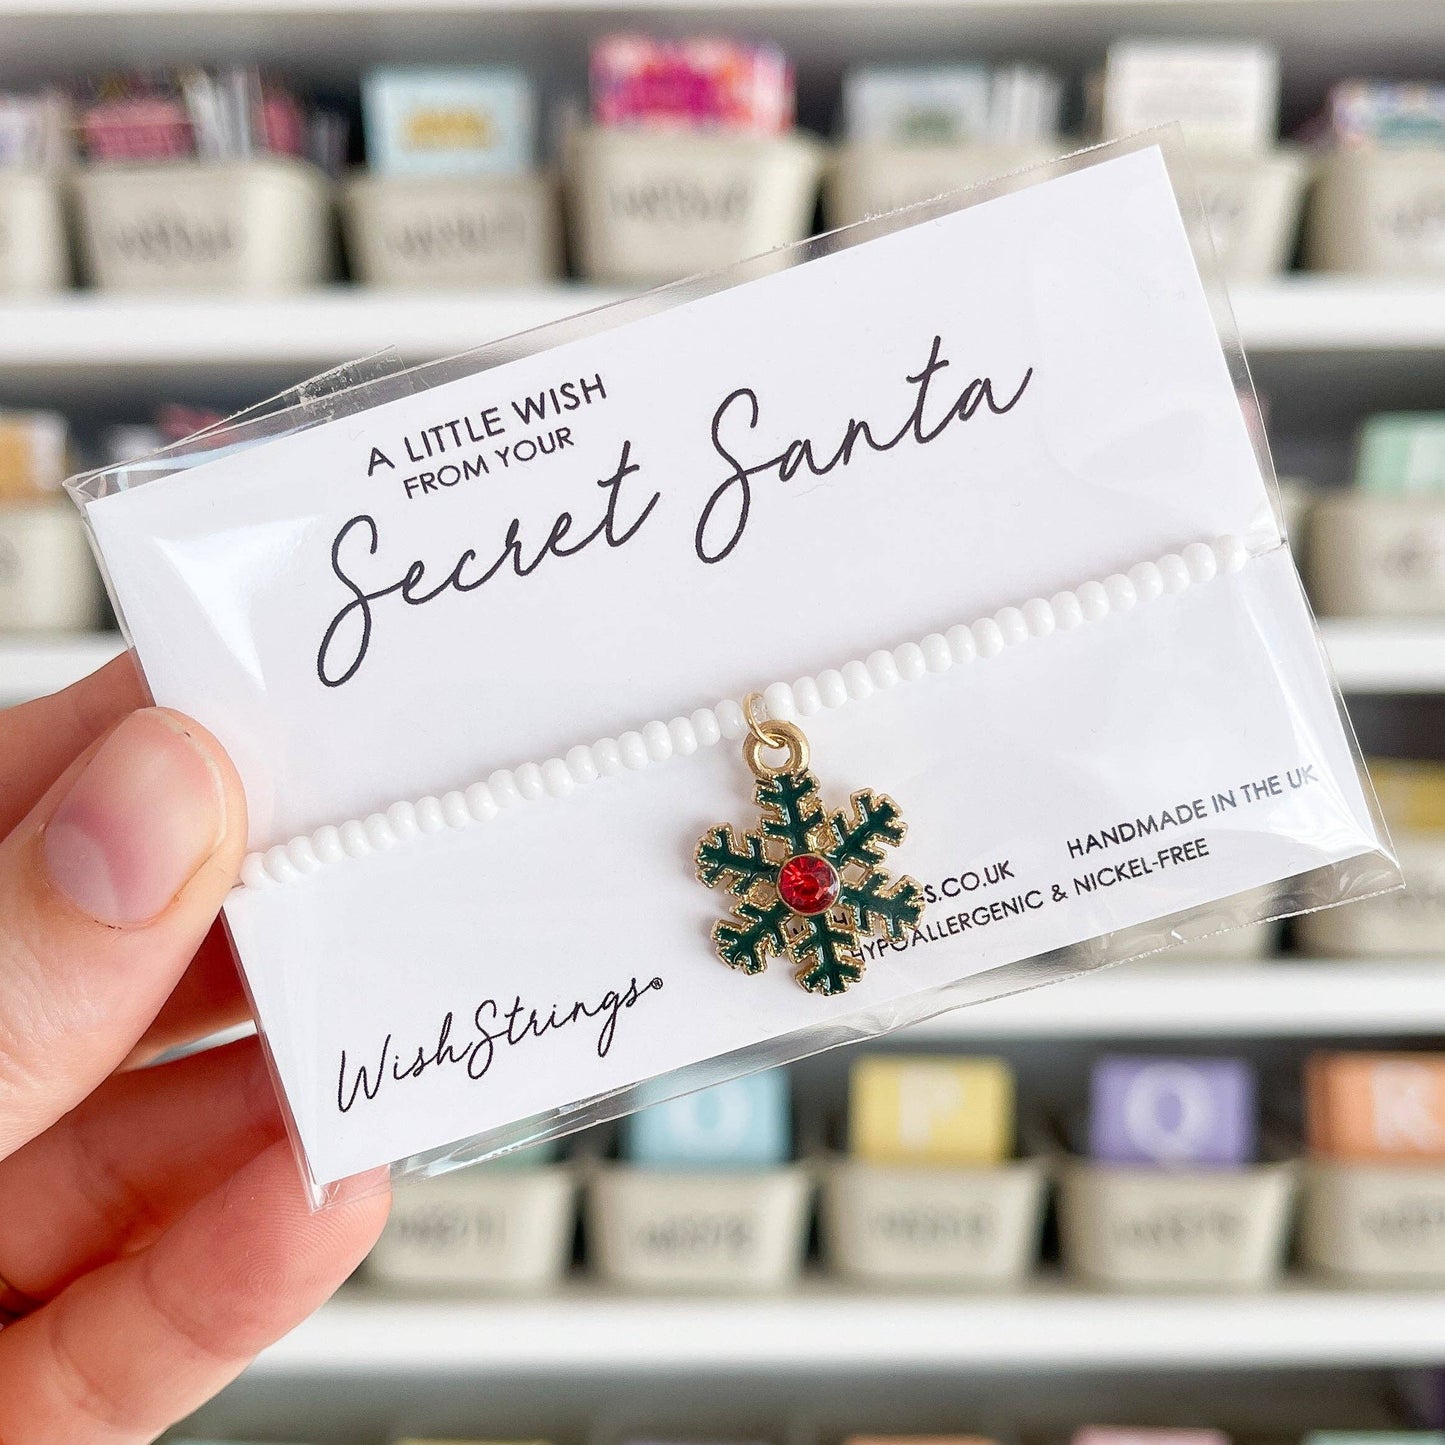 A LITTLE WISH
FROM YOUR
Secret Santa
HANDMADE IN THE UK
S.CO.UK
HYPOALLERGENIC & NICKEL-FREE
WishStrings®
O P Q R